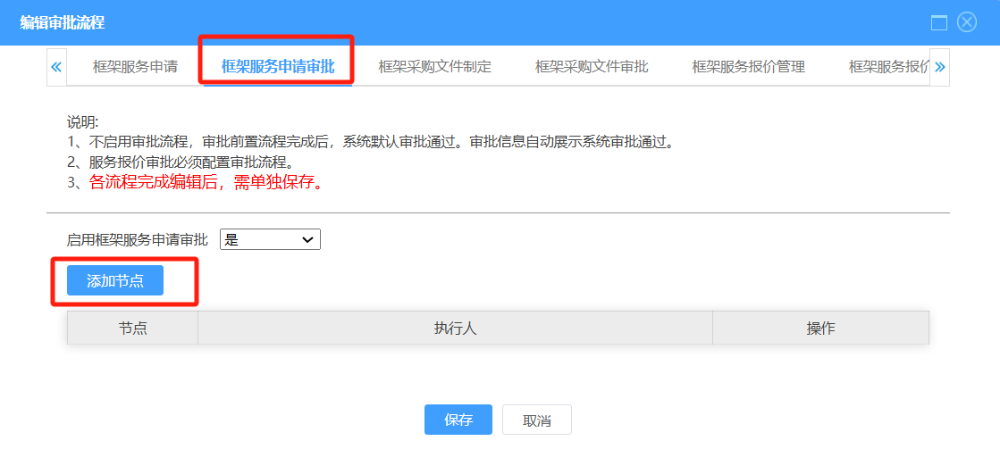 编辑审批流程
框架服务申请 框架服务申请审批 框架采购文件制定 框架采购文件审批 框架服务报价管理 框架服务报价
说明:
1、不启用审批流程，审批前置流程完成后，系统默认审批通过。审批信息自动展示系统审批通过。
2、服务报价审批必须配置审批流程。
3、各流程完成编辑后，需单独保存。
启用框架服务申请审批 是
添加节点
节点 执行人 操作
保存 取消